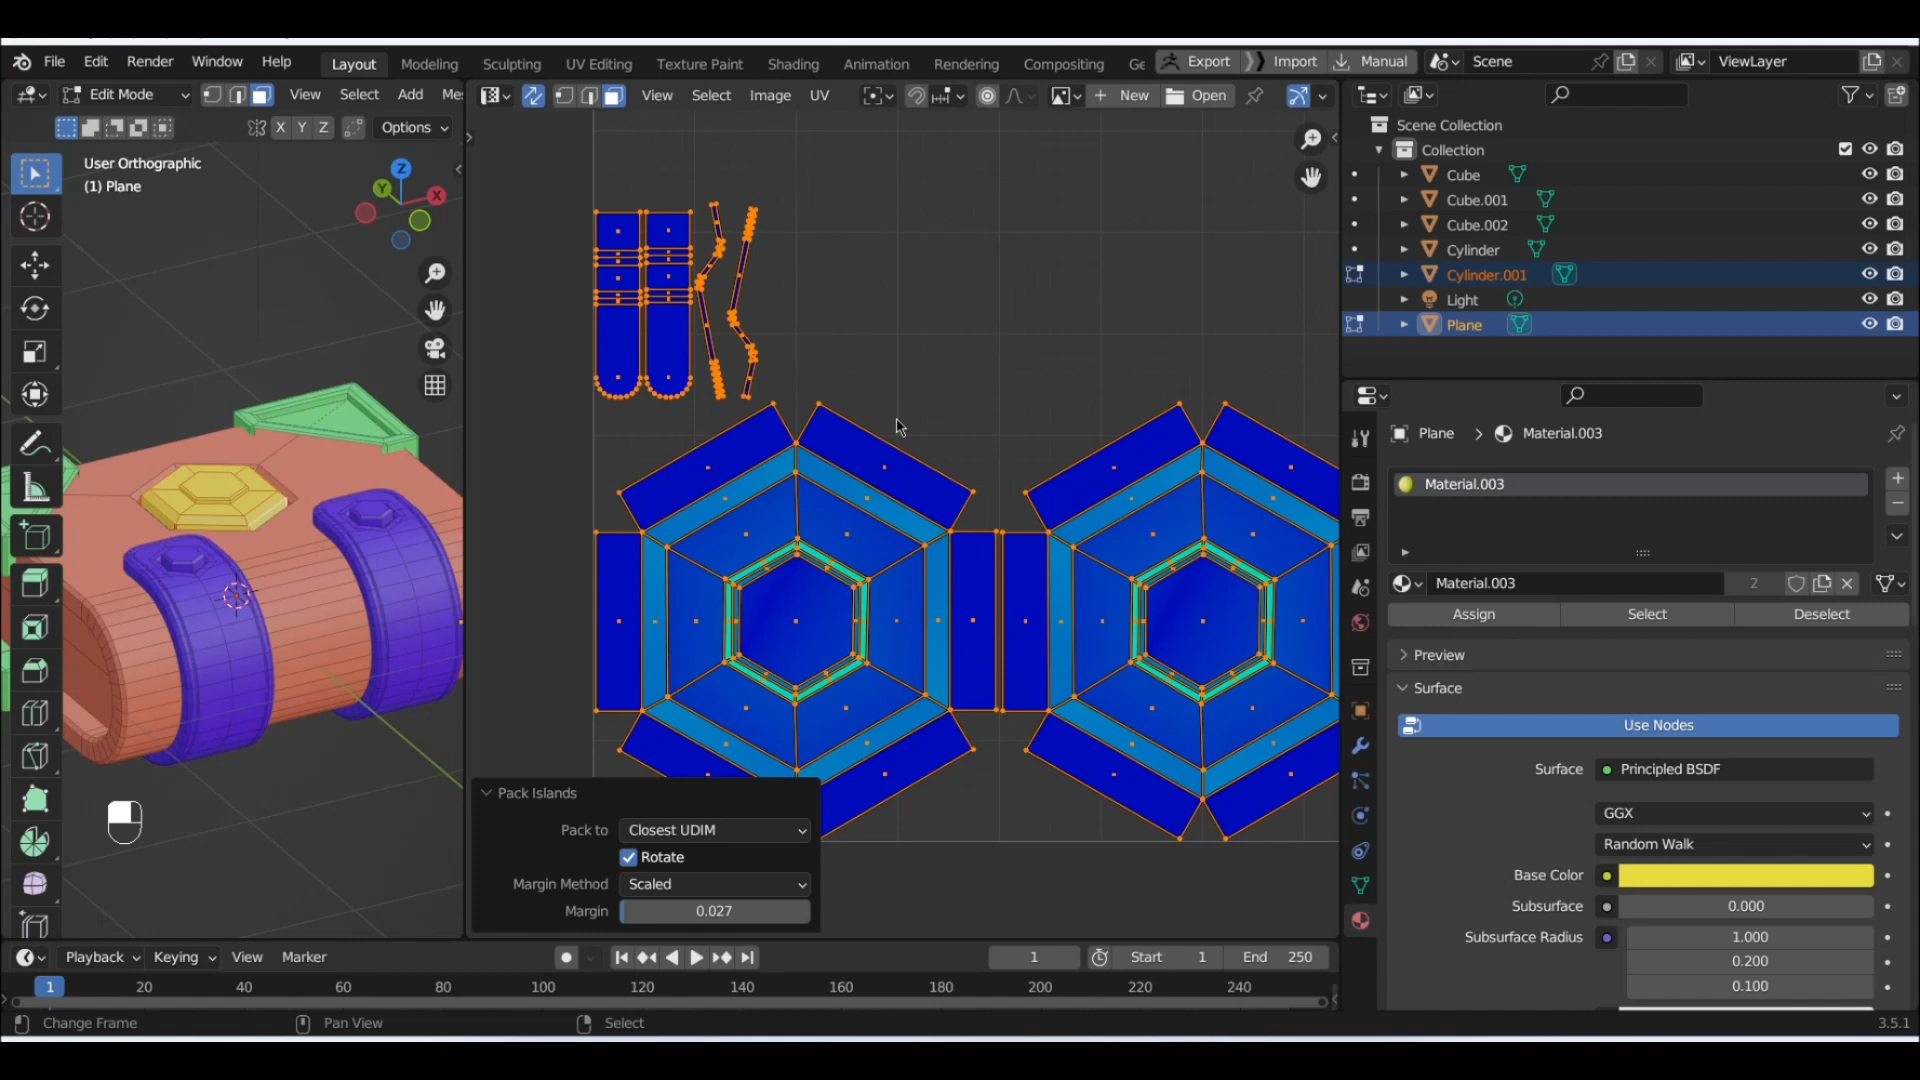 File Edit Render Window Help Layout Modeling Sculpting UV Editing Texture Paint Shading Animation Rendering Compositing Ge Export Import Manual Scene ViewLayer
Edit Mode View Select Add Me View Select Image UV New Open
X Y Z Options
User Orthographic
(1) Plane
Z
Y
X
Scene Collection
Collection
Cube
Cube.001
Cube.002
Cylinder
Cylinder.001
Light
Plane
Plane > Material.003
Material.003
Material.003 2
Assign Select Deselect
Preview
Surface
Use Nodes
Surface Principled BSDF
GGX
Random Walk
Base Color
Subsurface 0.000
Subsurface Radius 1.000
0.200
0.100
Pack Islands
Pack to Closest UDIM
Rotate
Margin Method Scaled
Margin 0.027
Playback Keying View Marker 1 Start 1 End 250
1 20 40 60 80 100 120 140 160 180 200 220 240
Change Frame Pan View Select 3.5.1